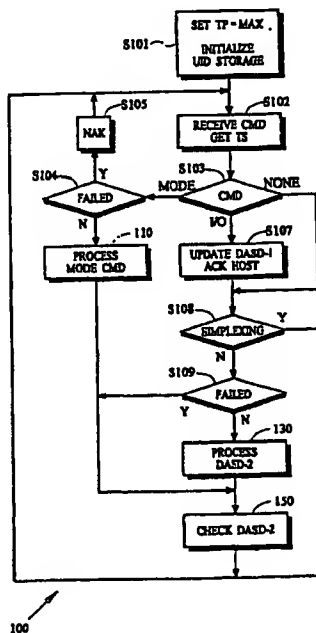 SET TP=MAX
INITIALIZE
UID STORAGE
S101
S105
NAK
S102
RECEIVE CMD
GET TS
S104
S103
FAILED
Y
MODE
CMD
NONE
N
I/O
S107
110
PROCESS
MODE CMD
UPDATE DASD-1
ACK HOST
S108
SIMPLEXING
Y
N
S109
FAILED
Y
N
130
PROCESS
DASD-2
150
CHECK DASD-2
100